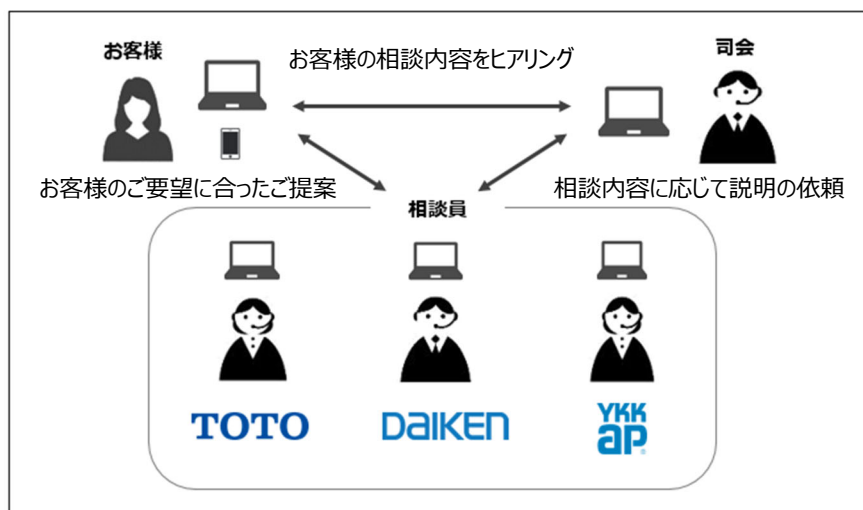 お客様
お客様の相談内容をヒアリング
司会
お客様のご要望に合ったご提案
相談内容に応じて説明の依頼
相談員
TOTO
DAIKEN
YKK
ap®